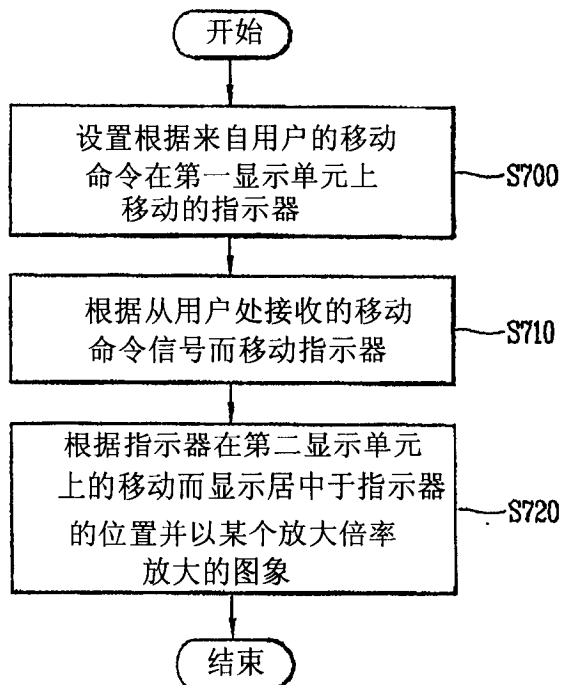 开始
设置根据来自用户的移动
命令在第一显示单元上
移动的指示器
S700
根据从用户处接收的移动
命令信号而移动指示器
S710
根据指示器在第二显示单元
上的移动而显示居中于指示器
的位置并以某个放大倍率
放大的图象
S720
结束